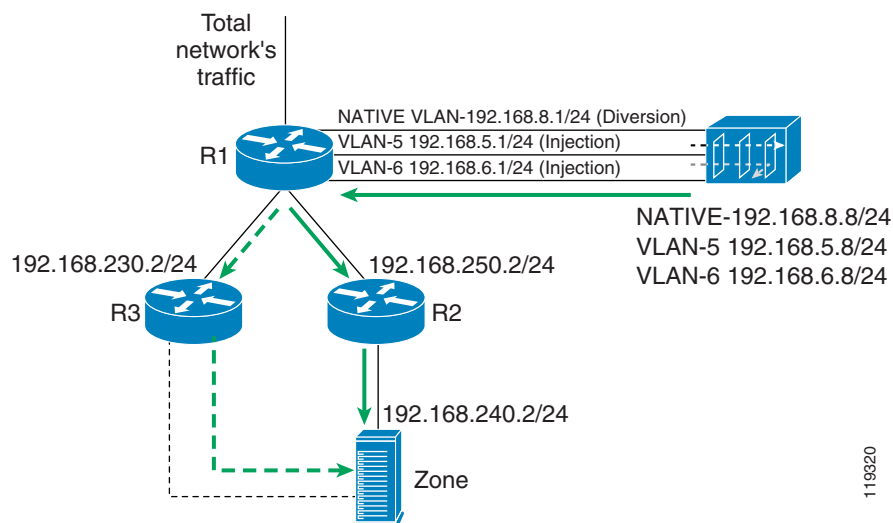 Total
network's
traffic
NATIVE VLAN-192.168.8.1/24 (Diversion)
VLAN-5 192.168.5.1/24 (Injection)
VLAN-6 192.168.6.1/24 (Injection)
R1
NATIVE-192.168.8.8/24
VLAN-5 192.168.5.8/24
VLAN-6 192.168.6.8/24
192.168.230.2/24
192.168.250.2/24
R3
R2
192.168.240.2/24
Zone
119320